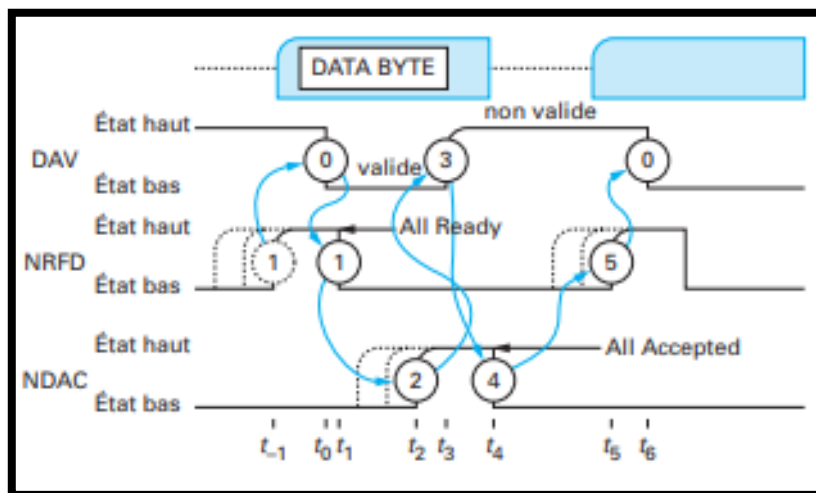 DATA BYTE
non valide
État haut
DAV
0
valide
3
0
État bas
État haut
All Ready
NRFD
1
1
5
État bas
État haut
All Accepted
NDAC
2
4
État bas
t–1 t0 t1 t2 t3 t4 t5 t6